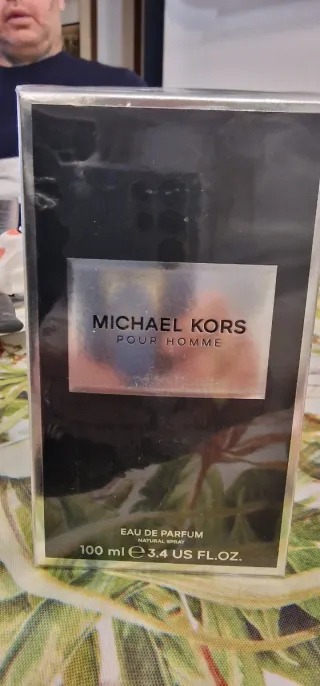 MICHAEL KORS
POUR HOMME
EAU DE PARFUM
NATURAL SPRAY
100 ml ℮ 3.4 US FL.OZ.